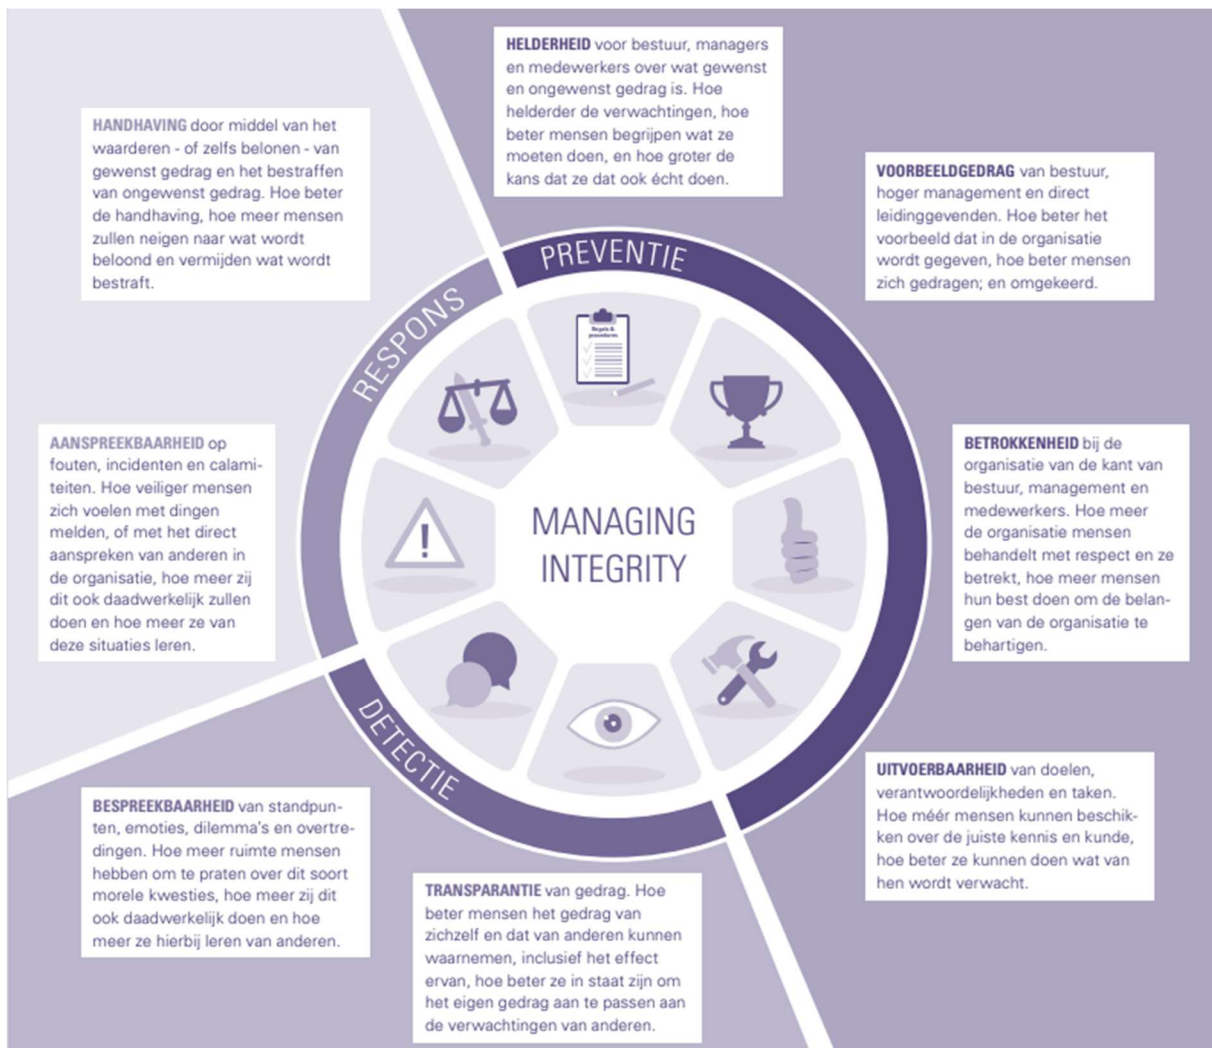 HELDERHEID voor bestuur, managers
en medewerkers over wat gewenst
en ongewenst gedrag is. Hoe
helderder de verwachtingen, hoe
beter mensen begrijpen wat ze
moeten doen, en hoe groter de
kans dat ze dat ook écht doen.
VOORBEELDGEDRAG van bestuur,
hoger management en direct
leidinggevenden. Hoe beter het
voorbeeld dat in de organisatie
wordt gegeven, hoe beter mensen
zich gedragen; en omgekeerd.
BETROKKENHEID bij de
organisatie van de kant van
bestuur, management en
medewerkers. Hoe meer
de organisatie mensen
behandelt met respect en ze
betrekt, hoe meer mensen
hun best doen om de belan-
gen van de organisatie te
behartigen.
UITVOERBAARHEID van doelen,
verantwoordelijkheden en taken.
Hoe méér mensen kunnen beschik-
ken over de juiste kennis en kunde,
hoe beter ze kunnen doen wat van
hen wordt verwacht.
TRANSPARANTIE van gedrag. Hoe
beter mensen het gedrag van
zichzelf en dat van anderen kunnen
waarnemen, inclusief het effect
ervan, hoe beter ze in staat zijn om
het eigen gedrag aan te passen aan
de verwachtingen van anderen.
BESPREEKBAARHEID van standpun-
ten, emoties, dilemma's en overtre-
dingen. Hoe meer ruimte mensen
hebben om te praten over dit soort
morele kwesties, hoe meer zij dit
ook daadwerkelijk doen en hoe
meer ze hierbij leren van anderen.
AANSPREEKBAARHEID op
fouten, incidenten en calami-
teiten. Hoe veiliger mensen
zich voelen met dingen
melden, of met het direct
aanspreken van anderen in
de organisatie, hoe meer zij
dit ook daadwerkelijk zullen
doen en hoe meer ze van
deze situaties leren.
HANDHAVING door middel van het
waarderen - of zelfs belonen - van
gewenst gedrag en het bestraffen
van ongewenst gedrag. Hoe beter
de handhaving, hoe meer mensen
zullen neigen naar wat wordt
beloond en vermijden wat wordt
bestraft.
PREVENTIE
RESPONS
DETECTIE
Regels &
procedures
!
MANAGING
INTEGRITY